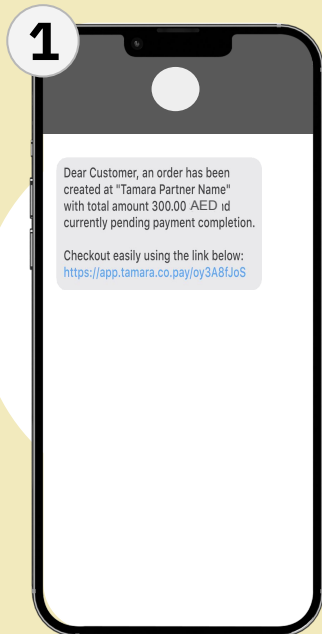 1
Dear Customer, an order has been
created at "Tamara Partner Name"
with total amount 300.00 AED ıd
currently pending payment completion.
Checkout easily using the link below:
https://app.tamara.co.pay/oy3A8fJoS